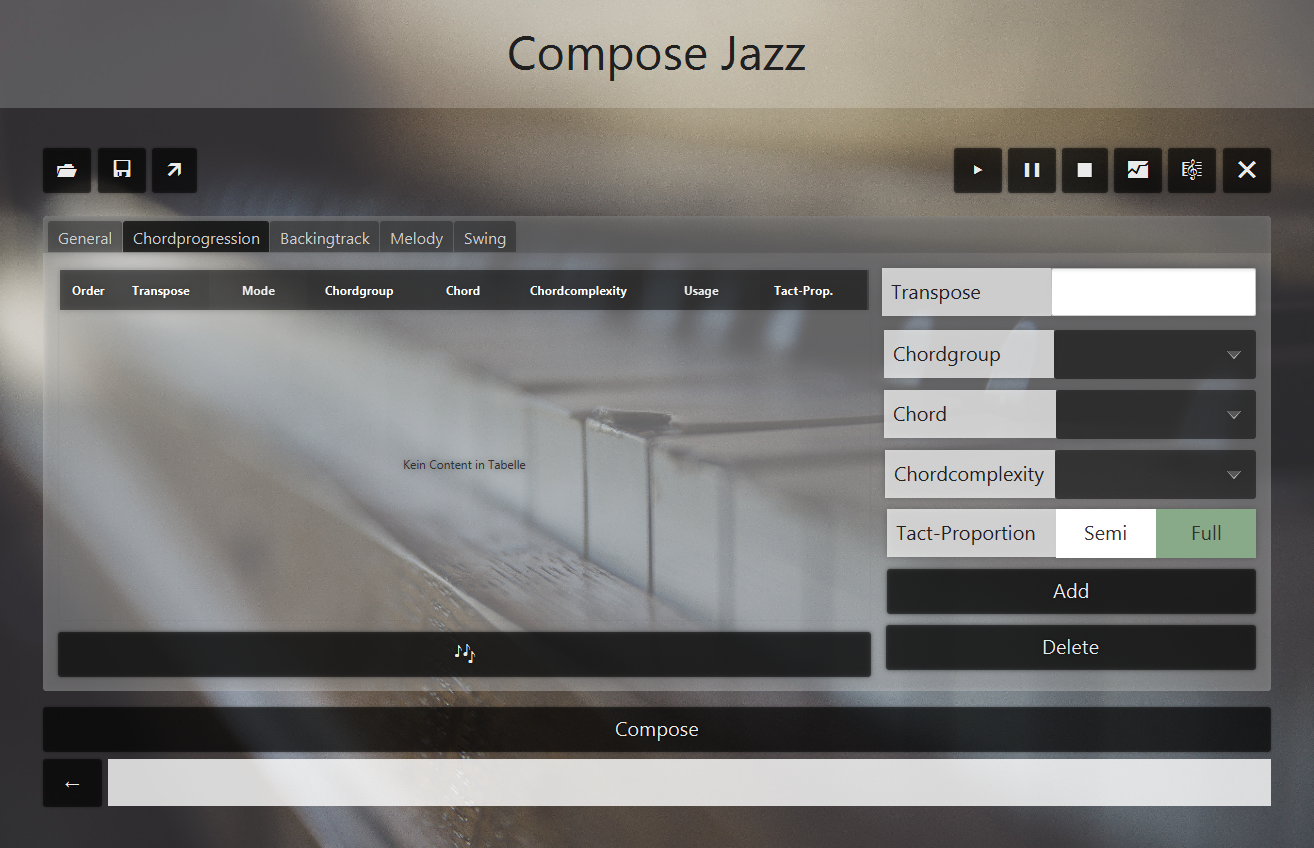 Compose Jazz
General Chordprogression Backingtrack Melody Swing
Order Transpose Mode Chordgroup Chord Chordcomplexity Usage Tact-Prop.
Kein Content in Tabelle
Transpose
Chordgroup
Chord
Chordcomplexity
Tact-Proportion Semi Full
Add
Delete
Compose